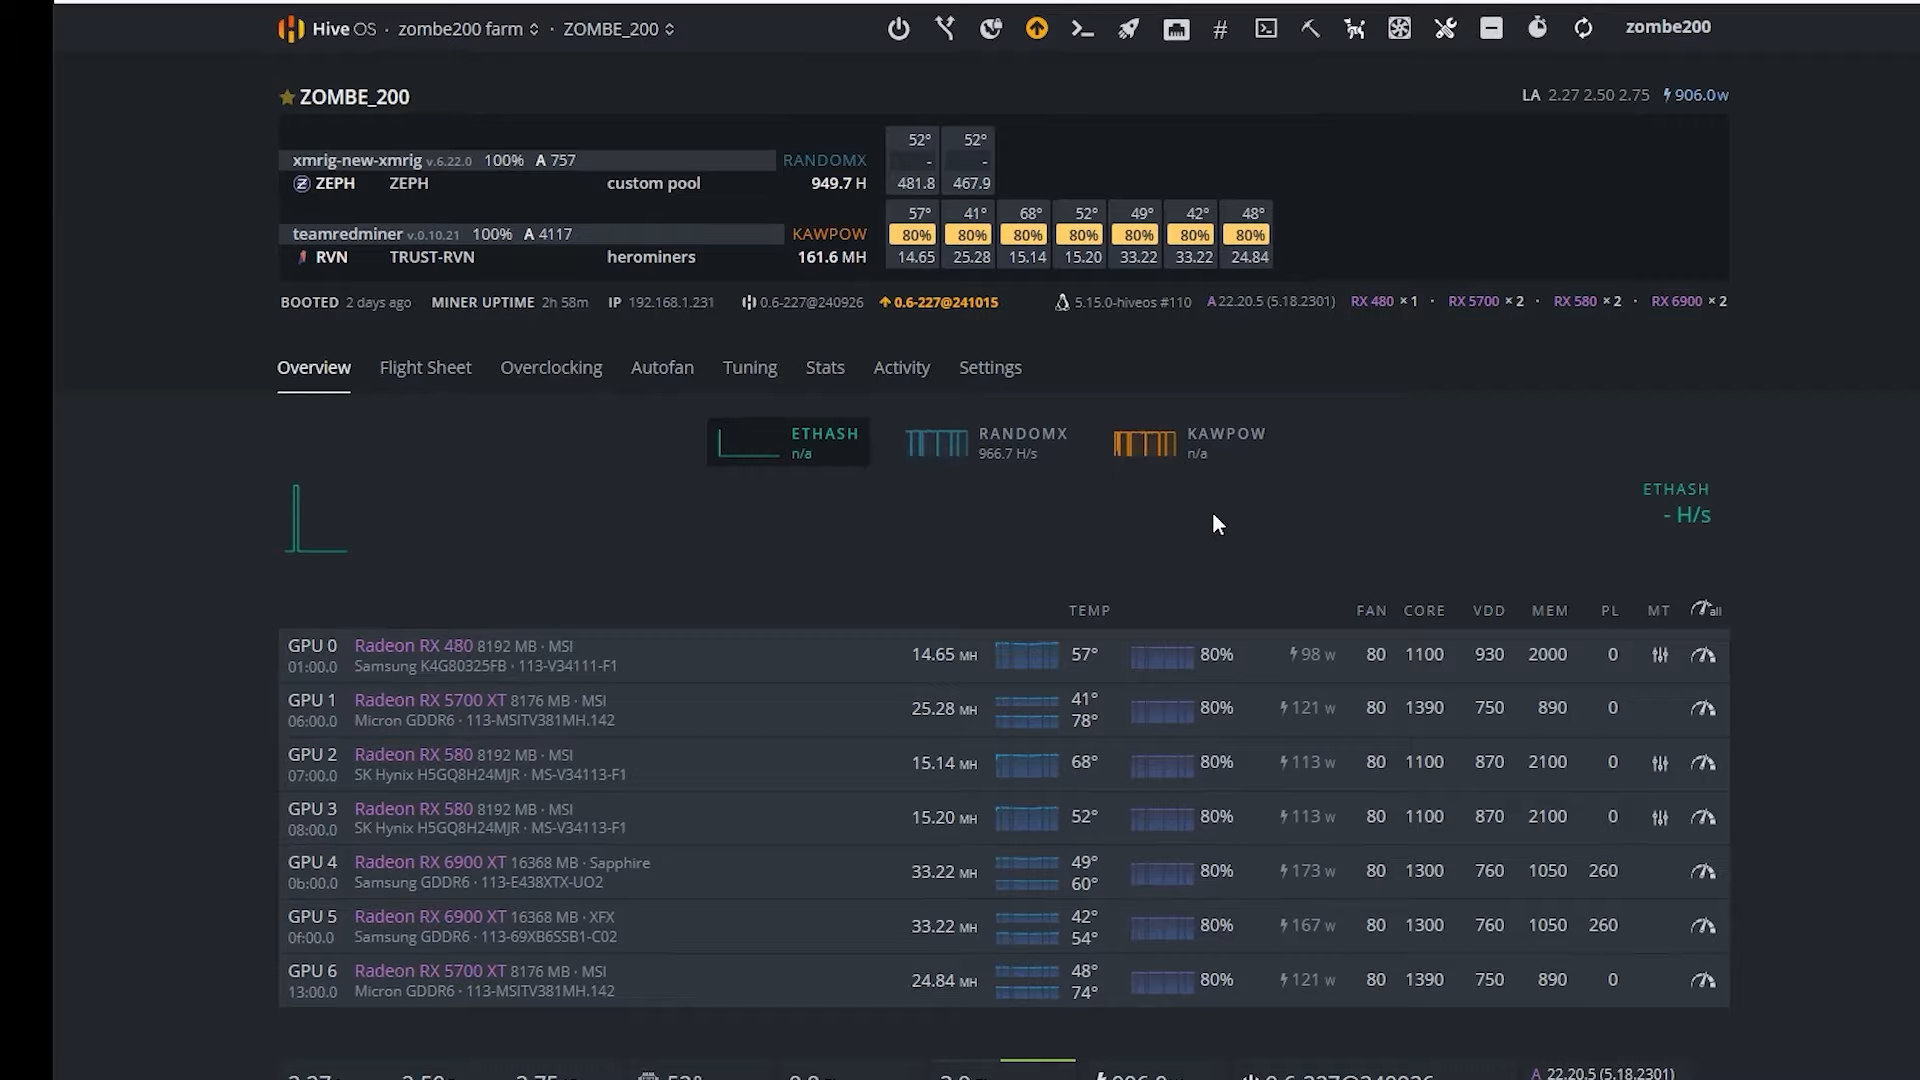 Hive OS · zombe200 farm · ZOMBE_200 # zombe200
ZOMBE_200 LA 2.27 2.50 2.75 906.0 w
52° 52°
xmrig-new-xmrig v.6.22.0 100% A 757 RANDOMX - -
ZEPH ZEPH custom pool 949.7 H 481.8 467.9
57° 41° 68° 52° 49° 42° 48°
teamredminer v.0.10.21 100% A 4117 KAWPOW 80% 80% 80% 80% 80% 80% 80%
RVN TRUST-RVN herominers 161.6 MH 14.65 25.28 15.14 15.20 33.22 33.22 24.84
BOOTED 2 days ago MINER UPTIME 2h 58m IP 192.168.1.231 0.6-227@240926 0.6-227@241015 5.15.0-hiveos #110 A 22.20.5 (5.18.2301) RX 480 × 1 · RX 5700 × 2 · RX 580 × 2 · RX 6900 × 2
Overview Flight Sheet Overclocking Autofan Tuning Stats Activity Settings
ETHASH RANDOMX KAWPOW
n/a 966.7 H/s n/a
ETHASH
- H/s
TEMP FAN CORE VDD MEM PL MT all
GPU 0 Radeon RX 480 8192 MB · MSI 14.65 MH 57° 80% 98 W 80 1100 930 2000 0
01:00.0 Samsung K4G80325FB · 113-V34111-F1
GPU 1 Radeon RX 5700 XT 8176 MB · MSI 25.28 MH 41° 80% 121 W 80 1390 750 890 0
06:00.0 Micron GDDR6 · 113-MSITV381MH.142 78°
GPU 2 Radeon RX 580 8192 MB · MSI 15.14 MH 68° 80% 113 W 80 1100 870 2100 0
07:00.0 SK Hynix H5GQ8H24MJR · MS-V34113-F1
GPU 3 Radeon RX 580 8192 MB · MSI 15.20 MH 52° 80% 113 W 80 1100 870 2100 0
08:00.0 SK Hynix H5GQ8H24MJR · MS-V34113-F1
GPU 4 Radeon RX 6900 XT 16368 MB · Sapphire 33.22 MH 49° 80% 173 W 80 1300 760 1050 260
0b:00.0 Samsung GDDR6 · 113-E438XTX-UO2 60°
GPU 5 Radeon RX 6900 XT 16368 MB · XFX 33.22 MH 42° 80% 167 W 80 1300 760 1050 260
0f:00.0 Samsung GDDR6 · 113-69XB6SSB1-C02 54°
GPU 6 Radeon RX 5700 XT 8176 MB · MSI 24.84 MH 48° 80% 121 W 80 1390 750 890 0
13:00.0 Micron GDDR6 · 113-MSITV381MH.142 74°
A 22.20.5 (5.18.2301)